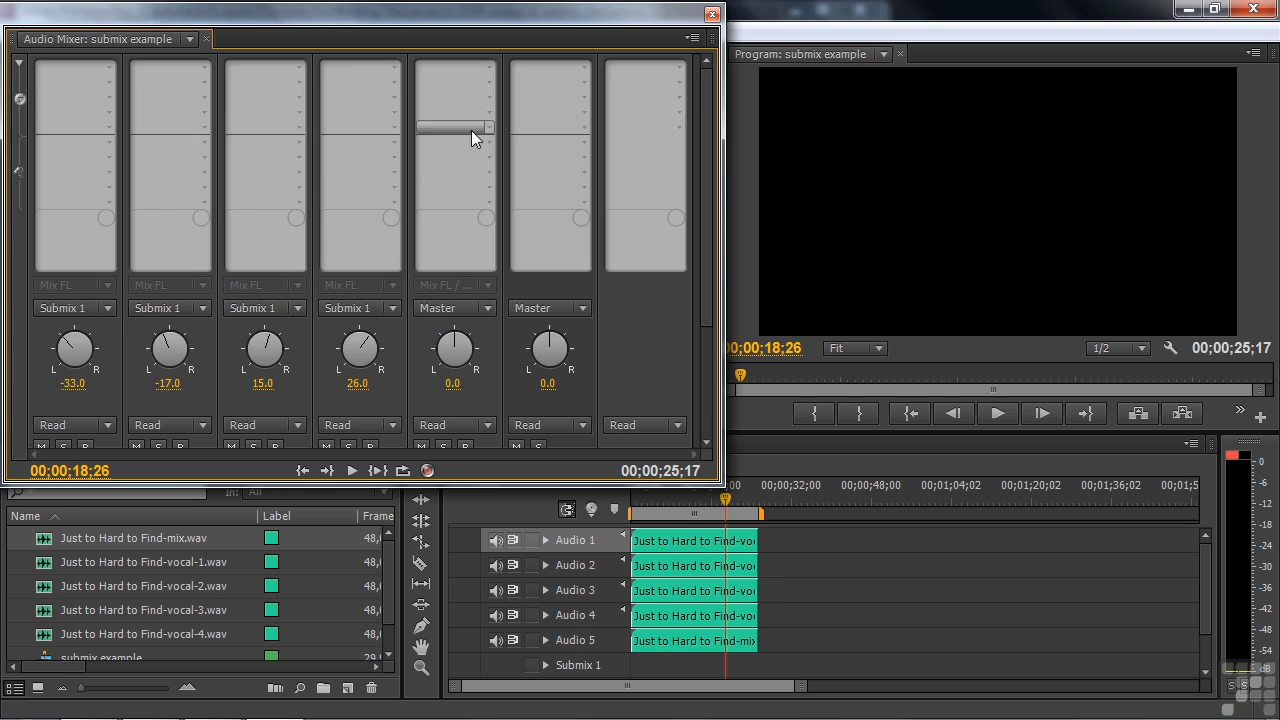 Audio Mixer: submix example
Program: submix example
Mix FL Mix FL Mix FL Mix FL Mix FL / ...
Submix 1 Submix 1 Submix 1 Submix 1 Master Master
L R L R L R L R L R L R
-33.0 -17.0 15.0 26.0 0.0 0.0
Read Read Read Read Read Read Read
M S R M S R M S R M S R M S R M S
00;00;18;26 00;00;25;17
00;00;18;26 Fit 1/2 00;00;25;17
In: All
Name Label Frame
Just to Hard to Find-mix.wav 48,
Just to Hard to Find-vocal-1.wav 48,
Just to Hard to Find-vocal-2.wav 48,
Just to Hard to Find-vocal-3.wav 48,
Just to Hard to Find-vocal-4.wav 48,
submix example 29.
00;00;32;00 00;00;48;00 00;01;04;02 00;01;20;02 00;01;36;02 00;01;5
Audio 1 Just to Hard to Find-voc
Audio 2 Just to Hard to Find-voc
Audio 3 Just to Hard to Find-voc
Audio 4 Just to Hard to Find-voc
Audio 5 Just to Hard to Find-mix
Submix 1
0
-6
-12
-18
-24
-30
-36
-42
-48
-54
dB
S S